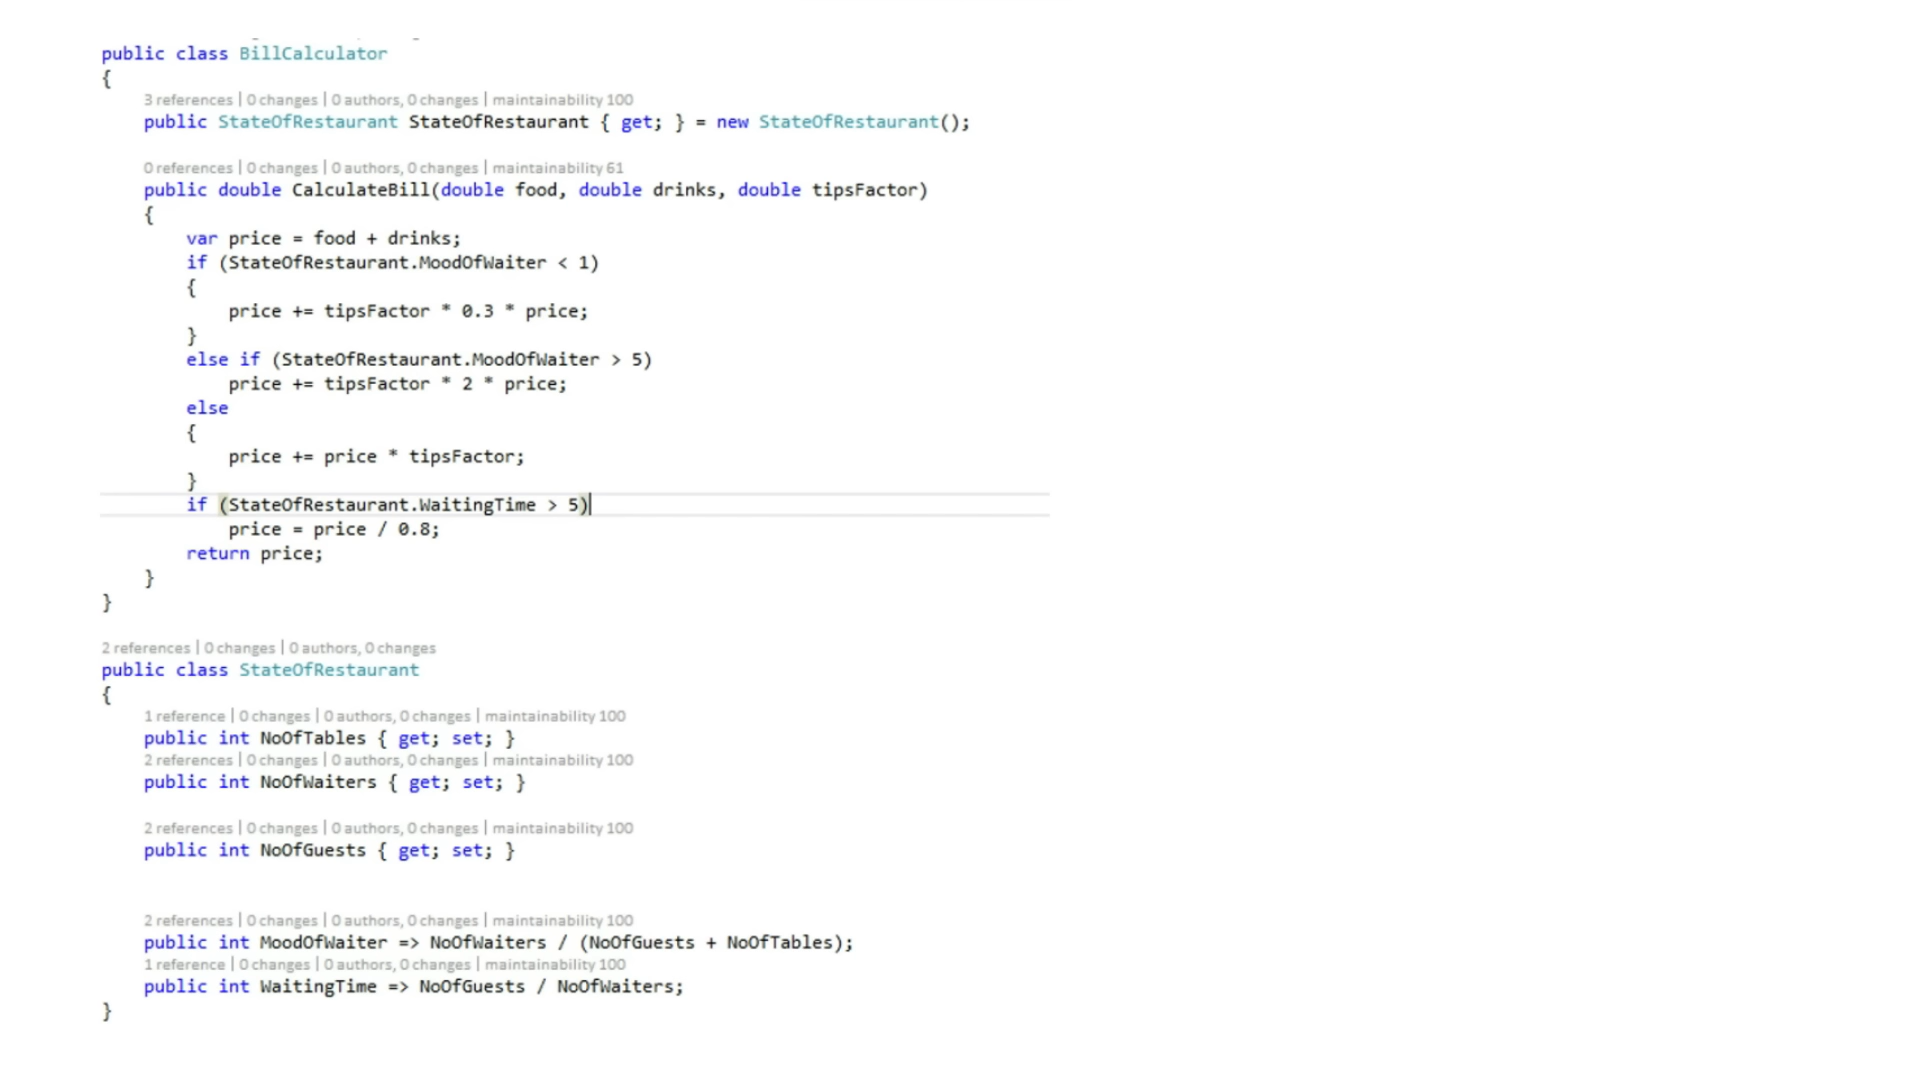 public class BillCalculator
{
3 references | 0 changes | 0 authors, 0 changes | maintainability 100
public StateOfRestaurant StateOfRestaurant { get; } = new StateOfRestaurant();
0 references | 0 changes | 0 authors, 0 changes | maintainability 61
public double CalculateBill(double food, double drinks, double tipsFactor)
{
var price = food + drinks;
if (StateOfRestaurant.MoodOfWaiter < 1)
{
price += tipsFactor * 0.3 * price;
}
else if (StateOfRestaurant.MoodOfWaiter > 5)
price += tipsFactor * 2 * price;
else
{
price += price * tipsFactor;
}
if (StateOfRestaurant.WaitingTime > 5)
price = price / 0.8;
return price;
}
}
2 references | 0 changes | 0 authors, 0 changes
public class StateOfRestaurant
{
1 reference | 0 changes | 0 authors, 0 changes | maintainability 100
public int NoOfTables { get; set; }
2 references | 0 changes | 0 authors, 0 changes | maintainability 100
public int NoOfWaiters { get; set; }
2 references | 0 changes | 0 authors, 0 changes | maintainability 100
public int NoOfGuests { get; set; }
2 references | 0 changes | 0 authors, 0 changes | maintainability 100
public int MoodOfWaiter => NoOfWaiters / (NoOfGuests + NoOfTables);
1 reference | 0 changes | 0 authors, 0 changes | maintainability 100
public int WaitingTime => NoOfGuests / NoOfWaiters;
}